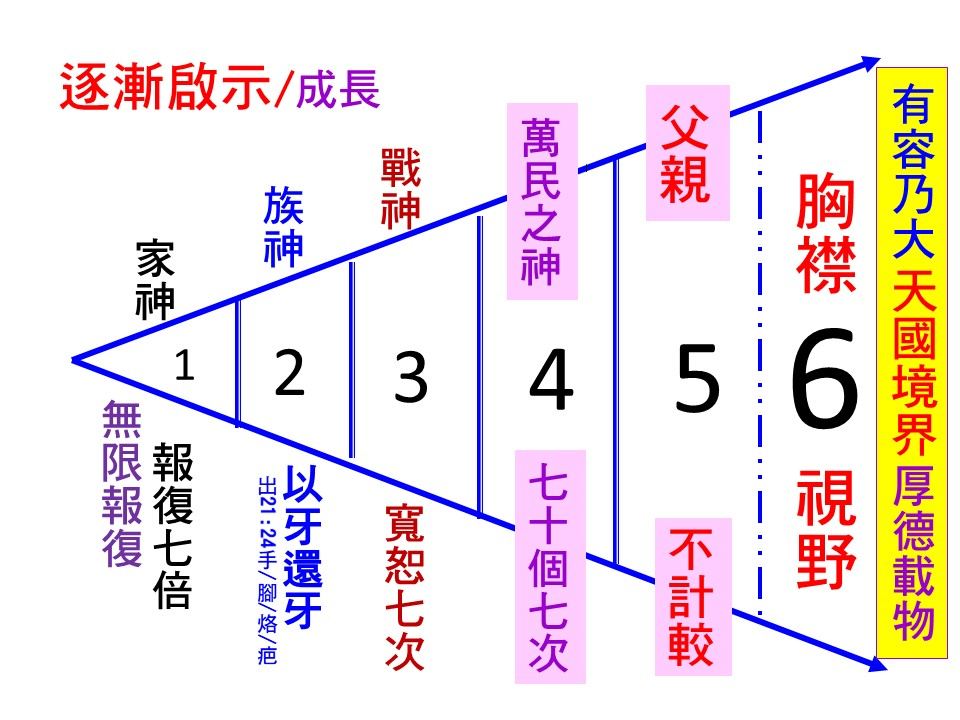 逐漸啟示/成長
家神
族神
戰神
萬民之神
父親
1
2
3
4
5
6
胸襟
視野
無限報復
報復七倍
以牙還牙
出21:24手/腳/烙/疤
寬恕七次
七十個七次
不計較
有容乃大天國境界厚德載物